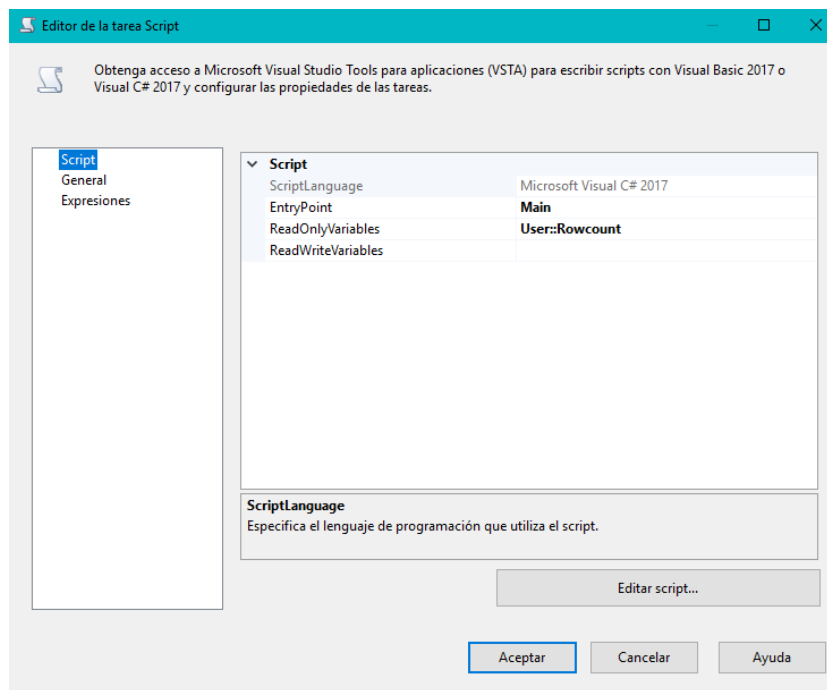 Editor de la tarea Script
Obtenga acceso a Microsoft Visual Studio Tools para aplicaciones (VSTA) para escribir scripts con Visual Basic 2017 o
Visual C# 2017 y configurar las propiedades de las tareas.
Script
General
Expresiones
Script
ScriptLanguage Microsoft Visual C# 2017
EntryPoint Main
ReadOnlyVariables User::Rowcount
ReadWriteVariables
ScriptLanguage
Especifica el lenguaje de programación que utiliza el script.
Editar script...
Aceptar Cancelar Ayuda